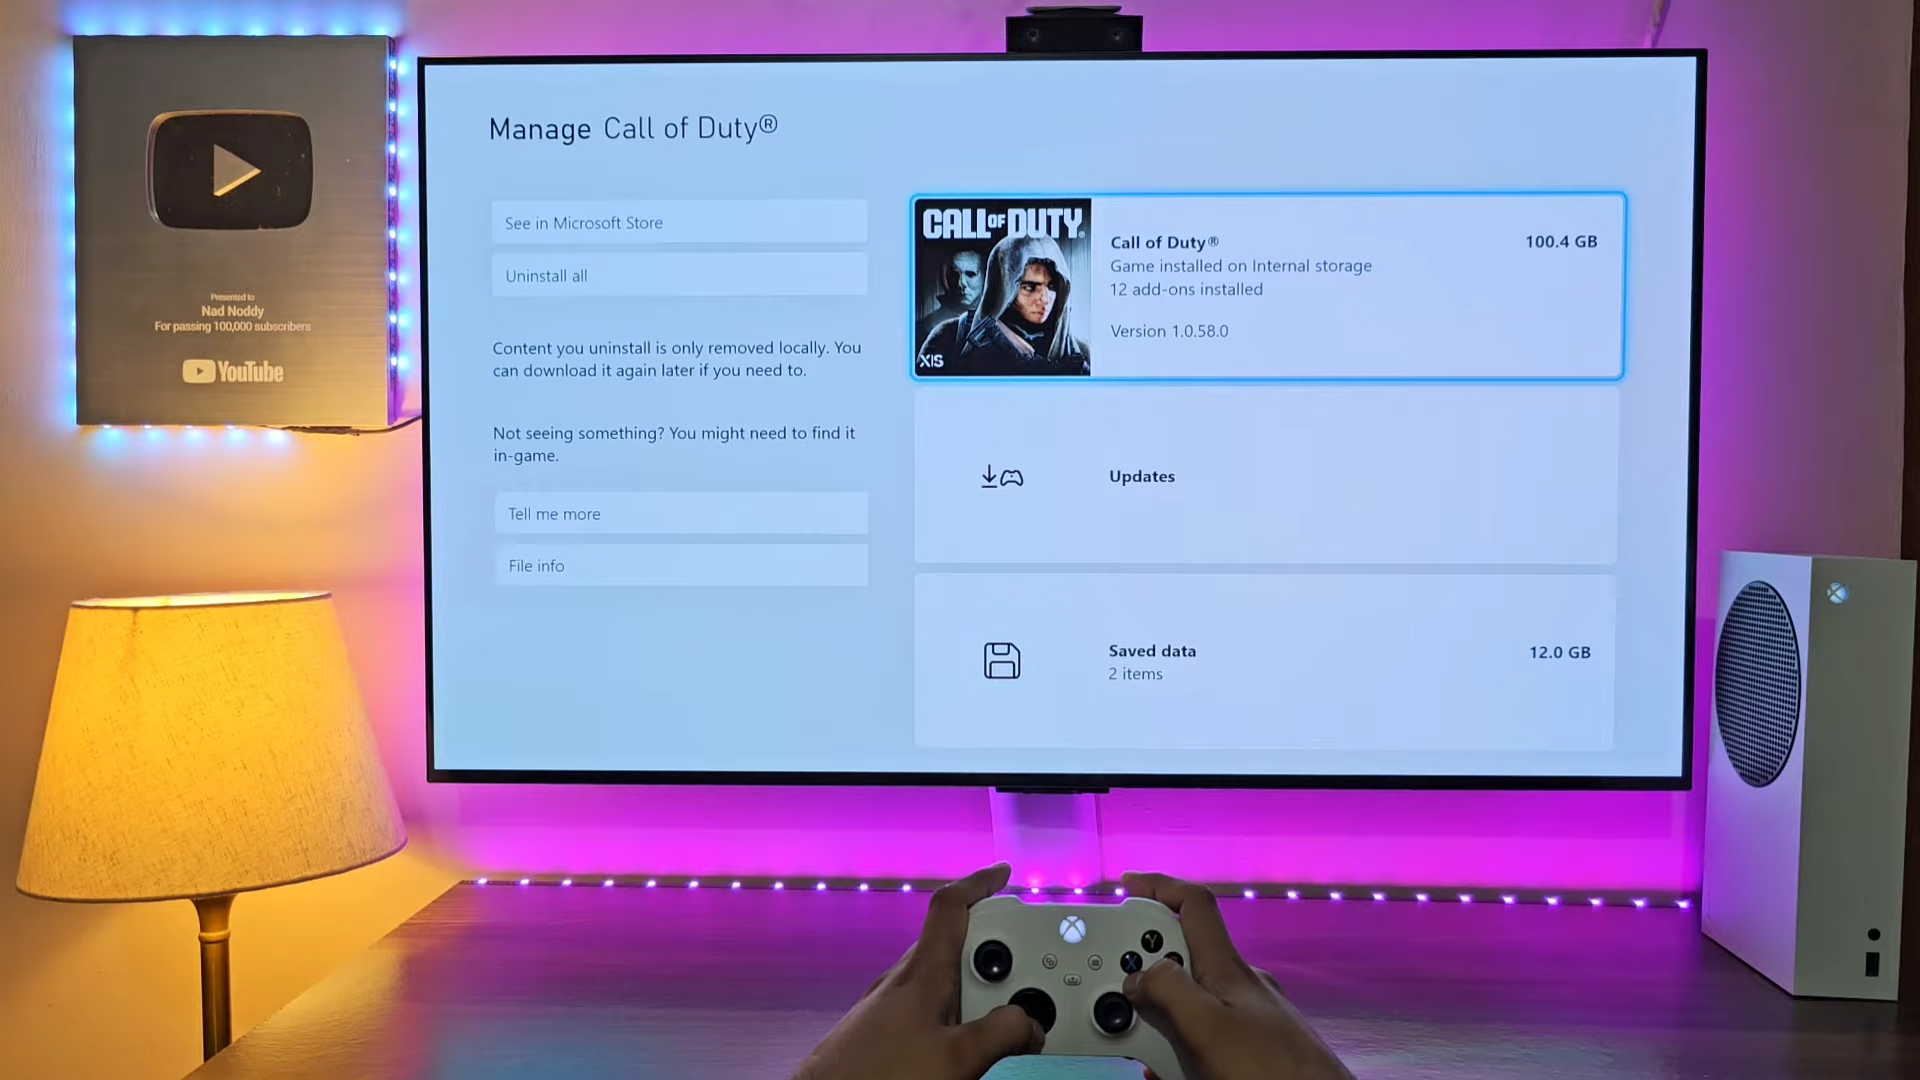 Presented to
Nad Noddy
For passing 100,000 subscribers
YouTube
Manage Call of Duty®
See in Microsoft Store
Uninstall all
Content you uninstall is only removed locally. You
can download it again later if you need to.
Not seeing something? You might need to find it
in-game.
Tell me more
File info
CALL OF DUTY®
X|S
Call of Duty®
100.4 GB
Game installed on Internal storage
12 add-ons installed
Version 1.0.58.0
Updates
Saved data
12.0 GB
2 items
Y
X